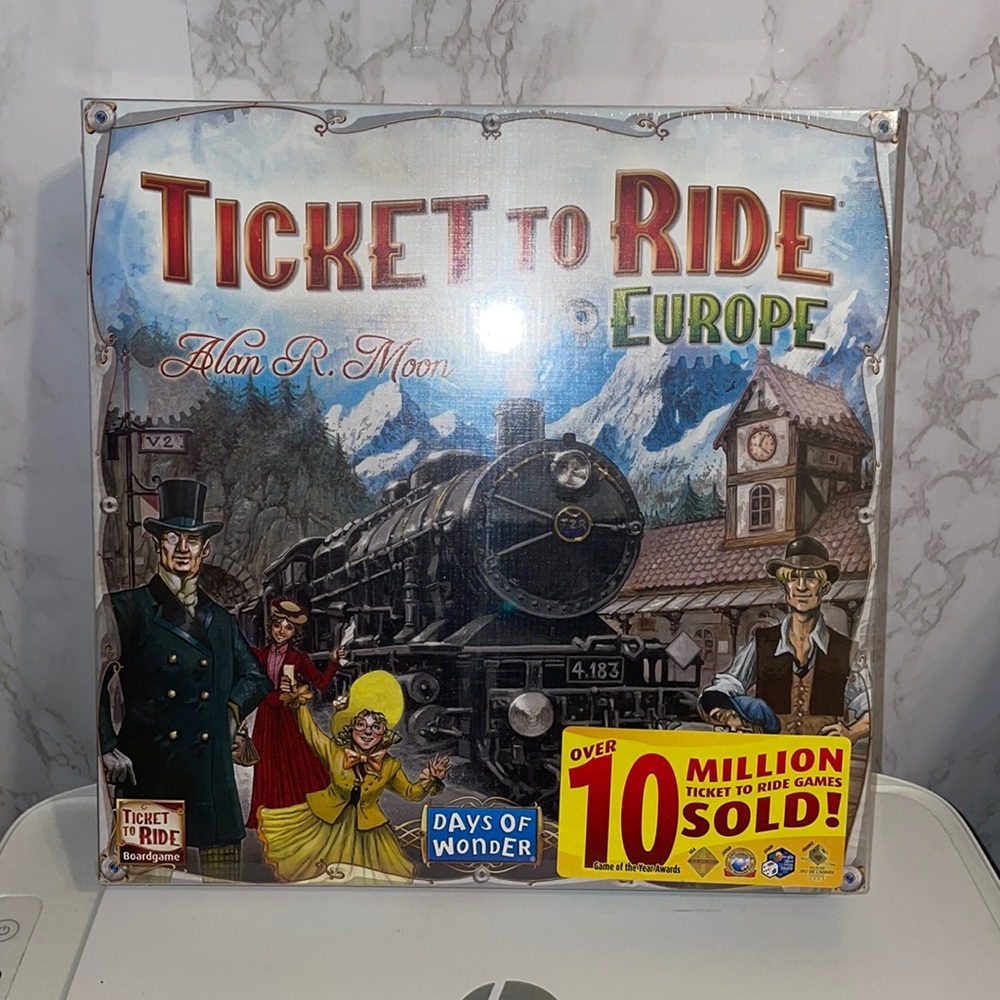 TICKET TO RIDE®
EUROPE
Alan R. Moon
V2
TZR
4.183
OVER
10 MILLION
TICKET TO RIDE GAMES
SOLD!
Game of the Year Awards
TICKET
TO
RIDE
Boardgame
DAYS OF
WONDER